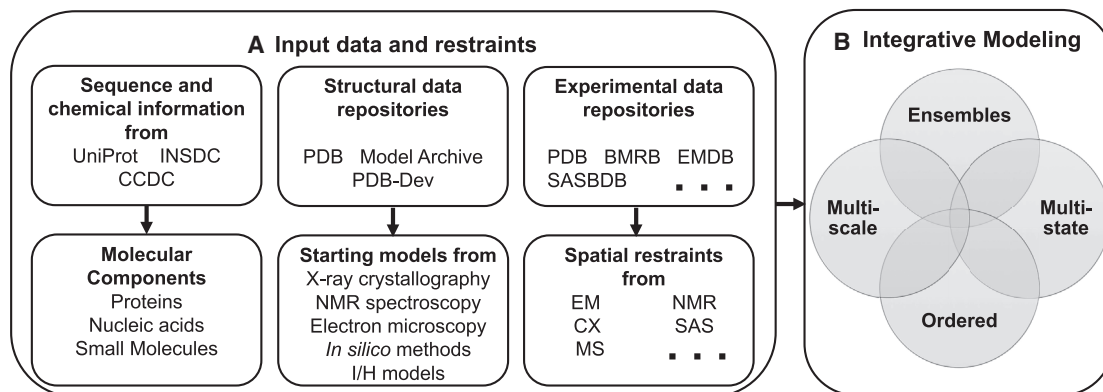 A Input data and restraints
Sequence and
chemical information
from
UniProt INSDC
CCDC
Structural data
repositories
PDB Model Archive
PDB-Dev
Experimental data
repositories
PDB BMRB EMDB
SASBDB ...
Molecular
Components
Proteins
Nucleic acids
Small Molecules
Starting models from
X-ray crystallography
NMR spectroscopy
Electron microscopy
In silico methods
I/H models
Spatial restraints
from
EM NMR
CX SAS
MS ...
B Integrative Modeling
Ensembles
Multi-
scale
Multi-
state
Ordered